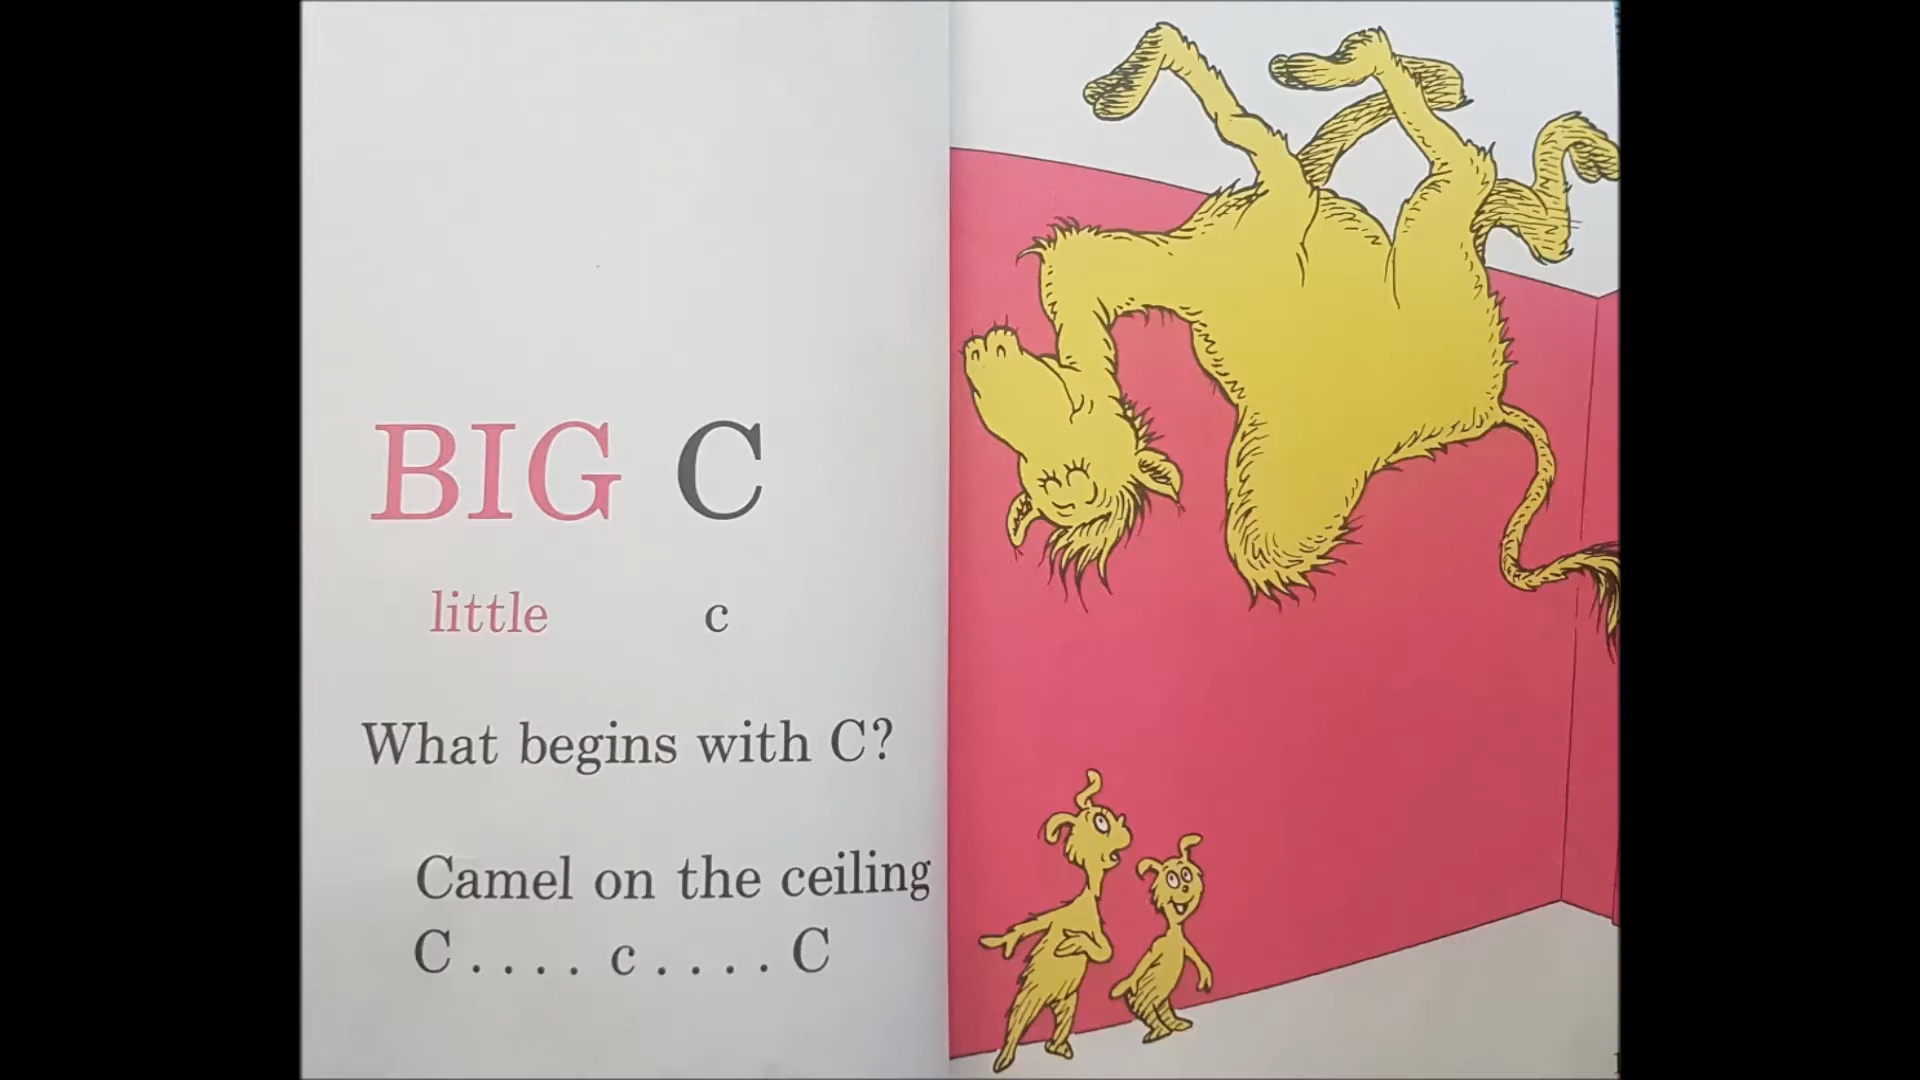 BIG C
little c
What begins with C?
Camel on the ceiling
C . . . . c . . . . C